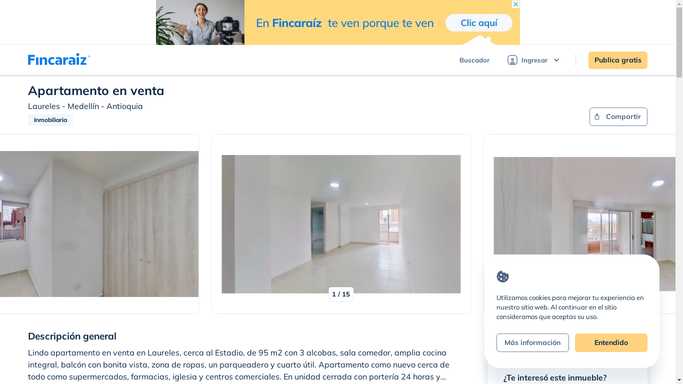 En Fincaraíz te ven porque te ven
Clic aquí
Fincaraíz
Buscador
Ingresar
Publica gratis
Apartamento en venta
Laureles - Medellín - Antioquia
Inmobiliaria
Compartir
1 / 15
Utilizamos cookies para mejorar tu experiencia en
nuestro sitio web. Al continuar en el sitio
consideramos que aceptas su uso.
Más información
Entendido
Descripción general
Lindo apartamento en venta en Laureles, cerca al Estadio, de 95 m2 con 3 alcobas, sala comedor, amplia cocina
integral, balcón con bonita vista, zona de ropas, un parqueadero y cuarto útil. Apartamento como nuevo cerca de
todo como supermercados, farmacias, iglesia y centros comerciales. En unidad cerrada con portería 24 horas y...
¿Te interesó este inmueble?